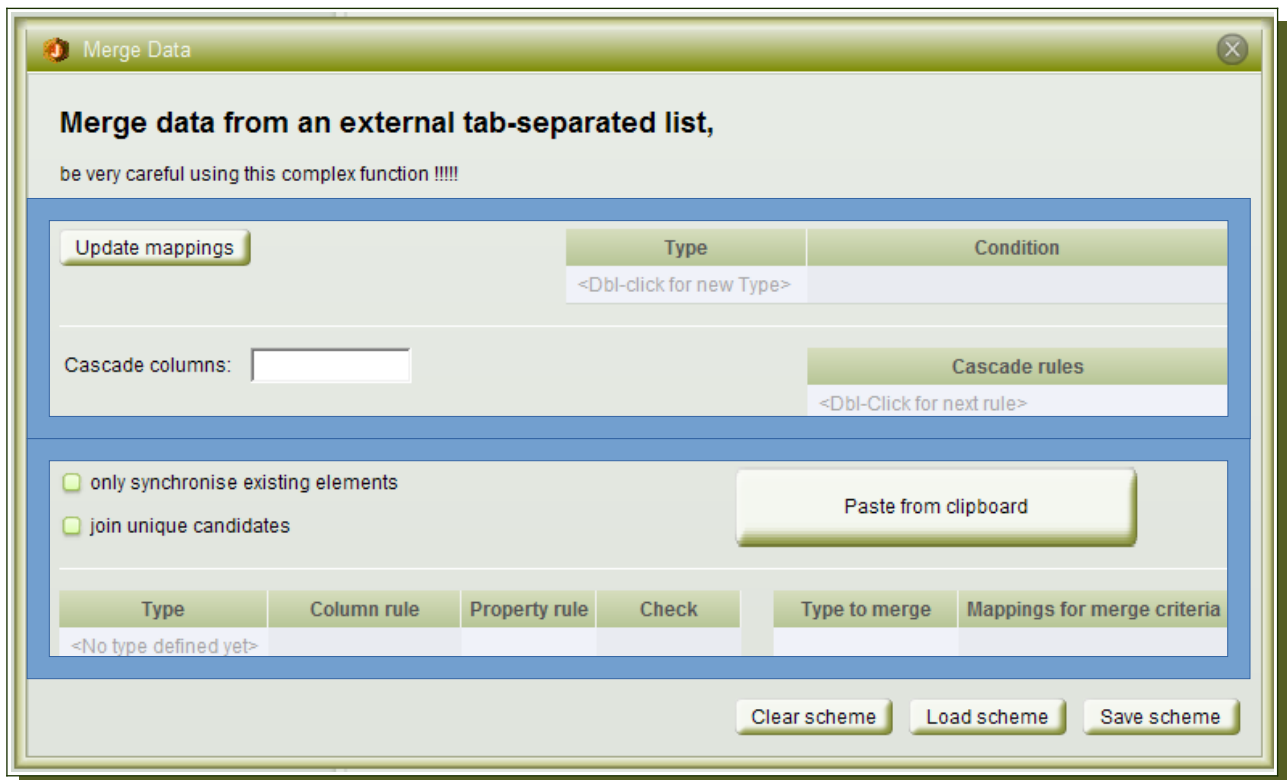 Merge Data
Merge data from an external tab-separated list,
be very careful using this complex function !!!!!
Update mappings
Type Condition
<Dbl-click for new Type>
Cascade columns:
Cascade rules
<Dbl-Click for next rule>
only synchronise existing elements
join unique candidates
Paste from clipboard
Type Column rule Property rule Check Type to merge Mappings for merge criteria
<No type defined yet>
Clear scheme Load scheme Save scheme